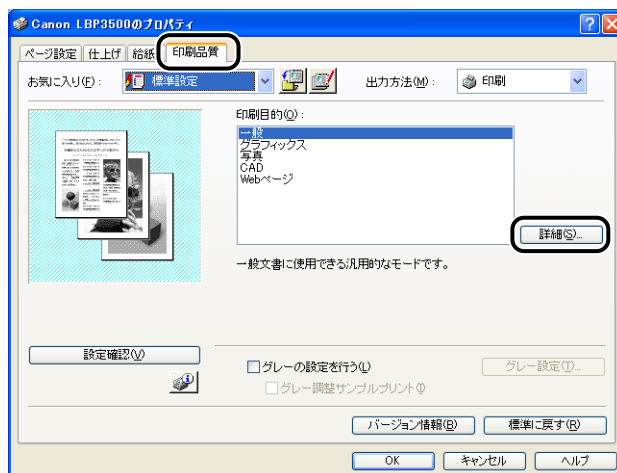 Canon LBP3500のプロパティ
ページ設定 仕上げ 給紙 印刷品質
お気に入り(F): 標準設定 出力方法(M): 印刷
印刷目的(O):
一般
グラフィックス
写真
CAD
Webページ
詳細(S)...
一般文書に使用できる汎用的なモードです。
設定確認(V)
グレーの設定を行う(L) グレー設定(T)...
グレー調整サンプルプリント(I)
バージョン情報(B) 標準に戻す(R)
OK キャンセル ヘルプ